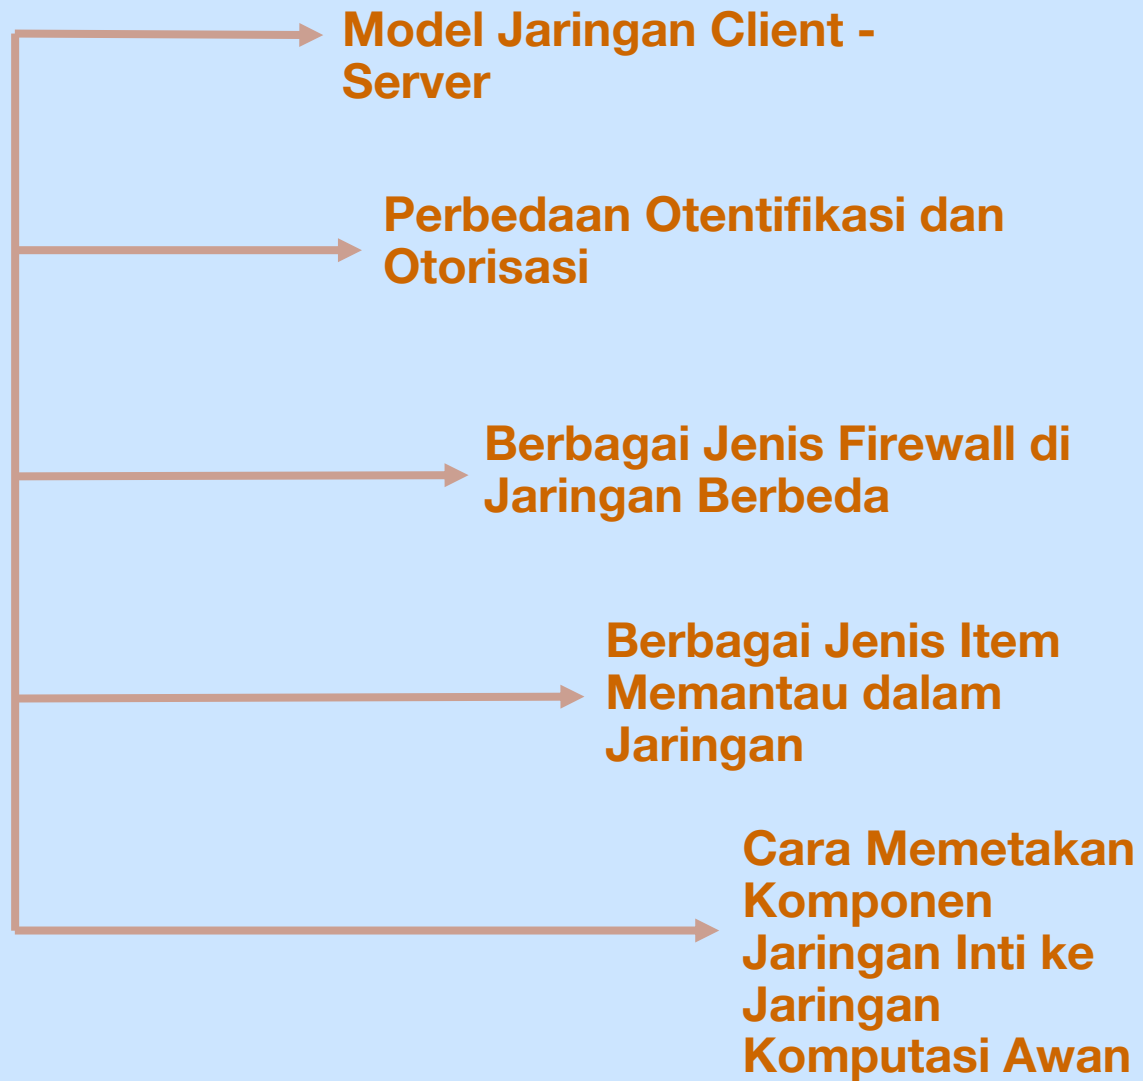 Model Jaringan Client -
Server
Perbedaan Otentifikasi dan
Otorisasi
Berbagai Jenis Firewall di
Jaringan Berbeda
Berbagai Jenis Item
Memantau dalam
Jaringan
Cara Memetakan
Komponen
Jaringan Inti ke
Jaringan
Komputasi Awan